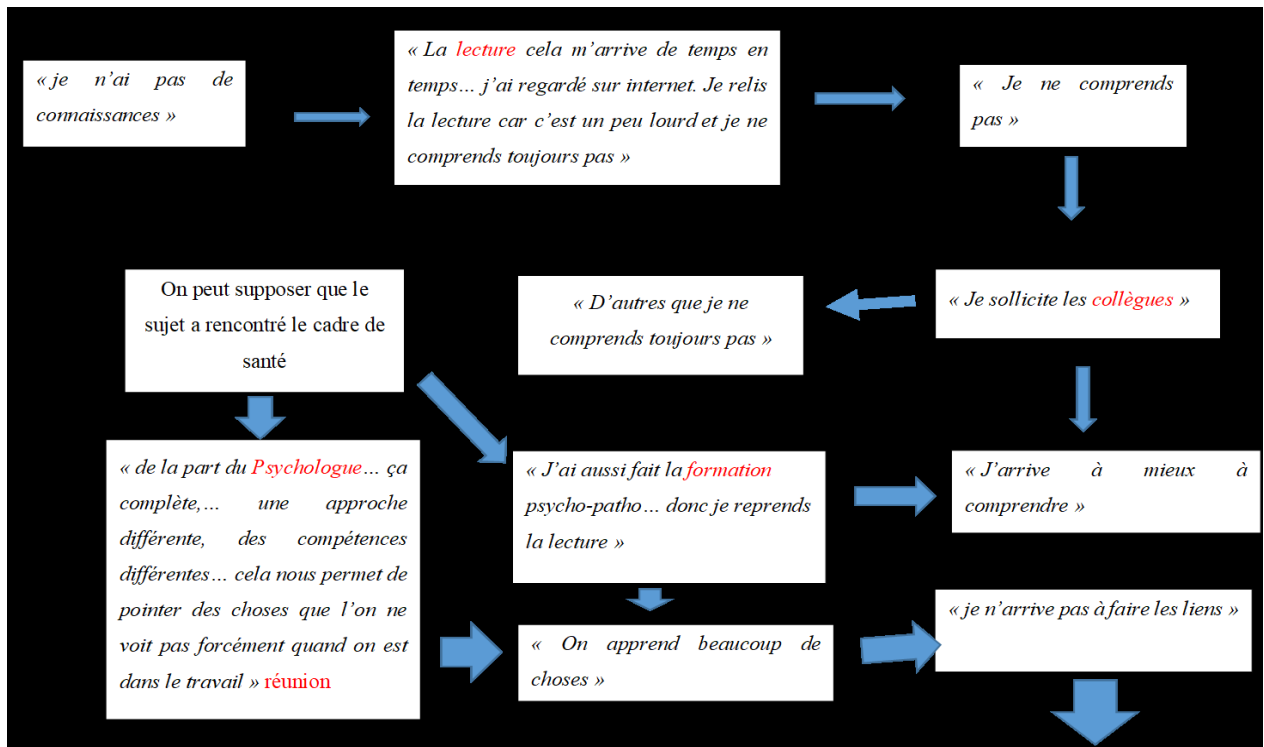 « je n'ai pas de
connaissances »
« La lecture cela m'arrive de temps en
temps… j'ai regardé sur internet. Je relis
la lecture car c'est un peu lourd et je ne
comprends toujours pas »
« Je ne comprends
pas »
On peut supposer que le
sujet a rencontré le cadre de
santé
« D'autres que je ne
comprends toujours pas »
« Je sollicite les collègues »
« de la part du Psychologue… ça
complète,… une approche
différente, des compétences
différentes… cela nous permet de
pointer des choses que l'on ne
voit pas forcément quand on est
dans le travail » réunion
« J'ai aussi fait la formation
psycho-patho… donc je reprends
la lecture »
« J'arrive à mieux à
comprendre »
« On apprend beaucoup de
choses »
« je n'arrive pas à faire les liens »